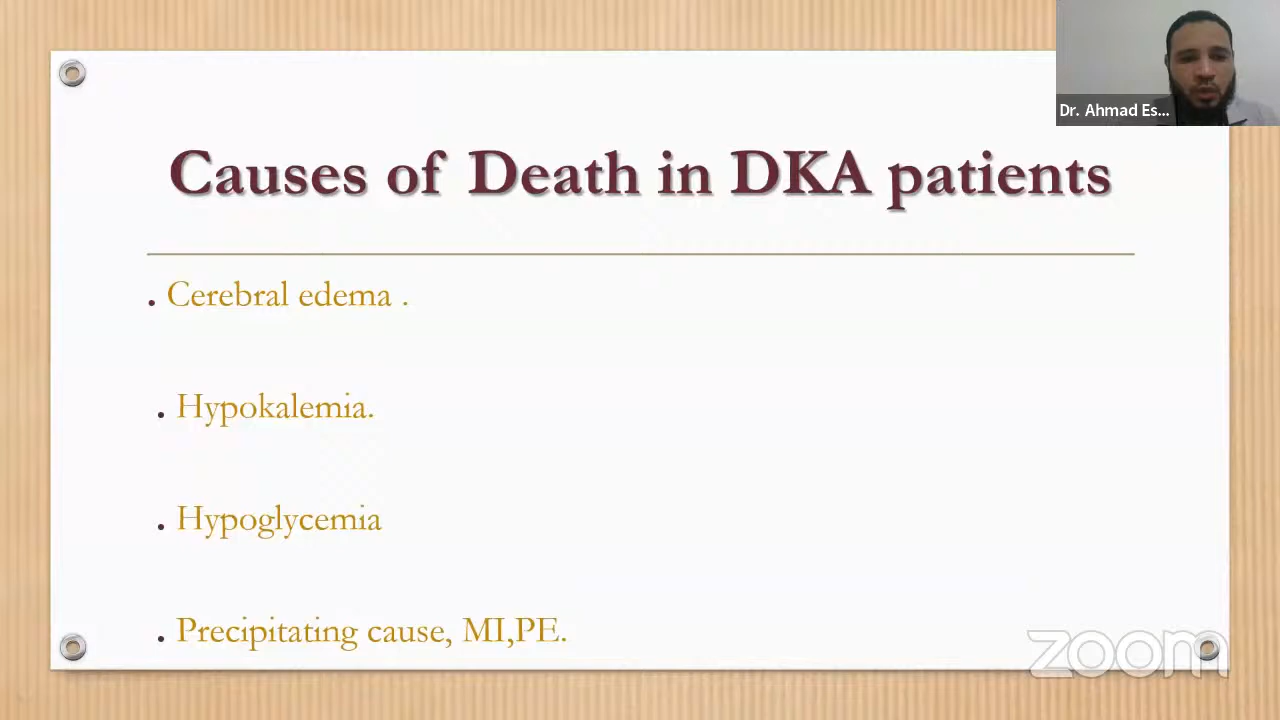 Dr. Ahmad Es...
Causes of Death in DKA patients
. Cerebral edema .
. Hypokalemia.
. Hypoglycemia
. Precipitating cause, MI,PE.
zoom